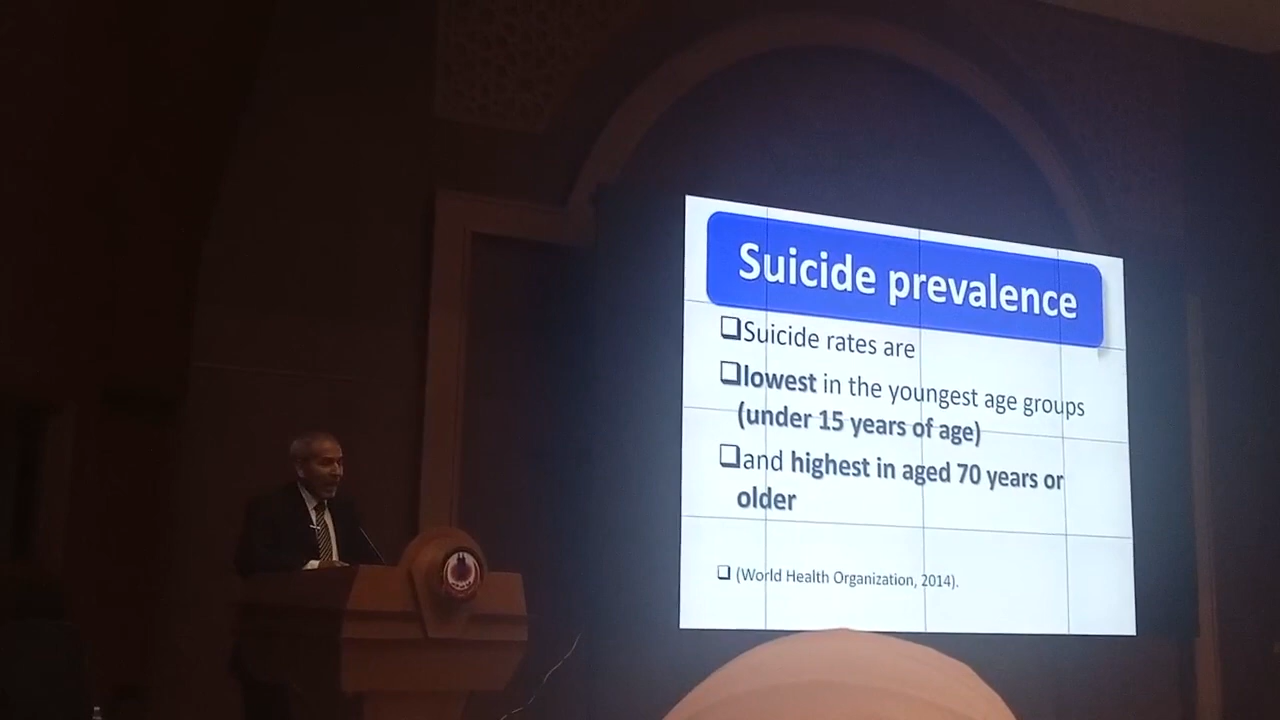 Suicide prevalence
❑Suicide rates are
❑lowest in the youngest age groups
(under 15 years of age)
❑and highest in aged 70 years or
older
❑ (World Health Organization, 2014).